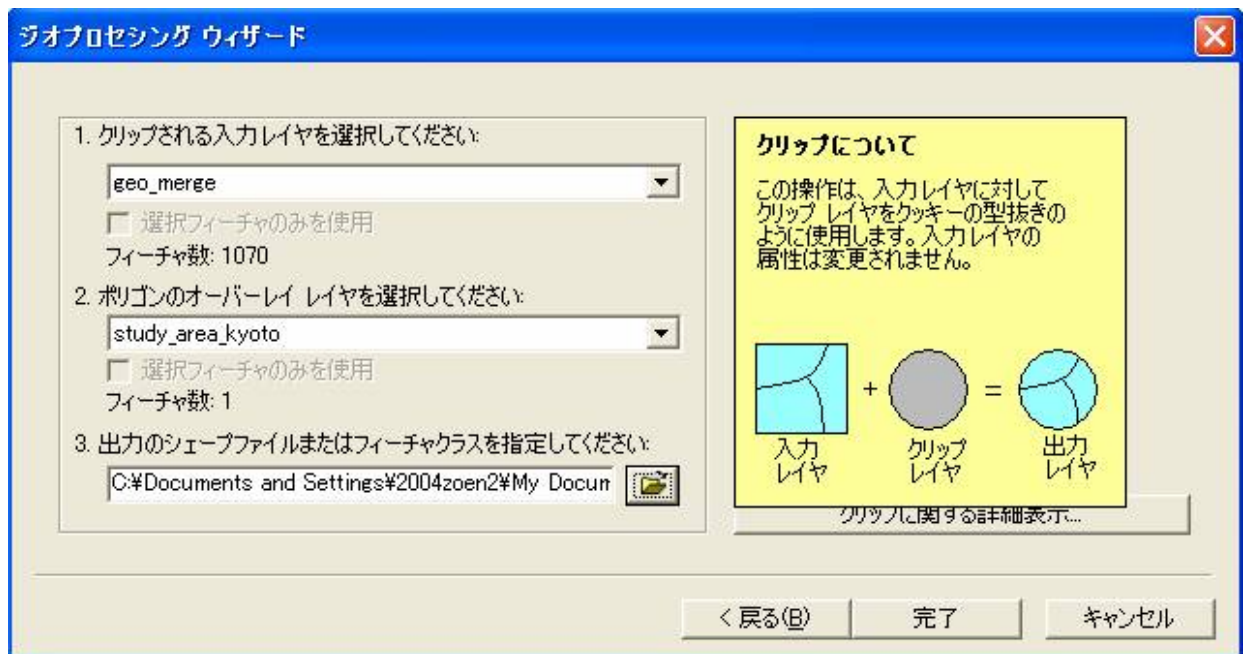 ジオプロセシング ウィザード
1. クリップされる入力レイヤを選択してください:
geo_merge
選択フィーチャのみを使用
フィーチャ数: 1070
2. ポリゴンのオーバーレイ レイヤを選択してください:
study_area_kyoto
選択フィーチャのみを使用
フィーチャ数: 1
3. 出力のシェープファイルまたはフィーチャクラスを指定してください:
C:¥Documents and Settings¥2004zoen2¥My Docum
クリップについて
この操作は、入力レイヤに対して
クリップ レイヤをクッキーの型抜きの
ように使用します。入力レイヤの
属性は変更されません。
+
=
入力
レイヤ
クリップ
レイヤ
出力
レイヤ
クリップに関する詳細表示...
< 戻る(B)
完了
キャンセル